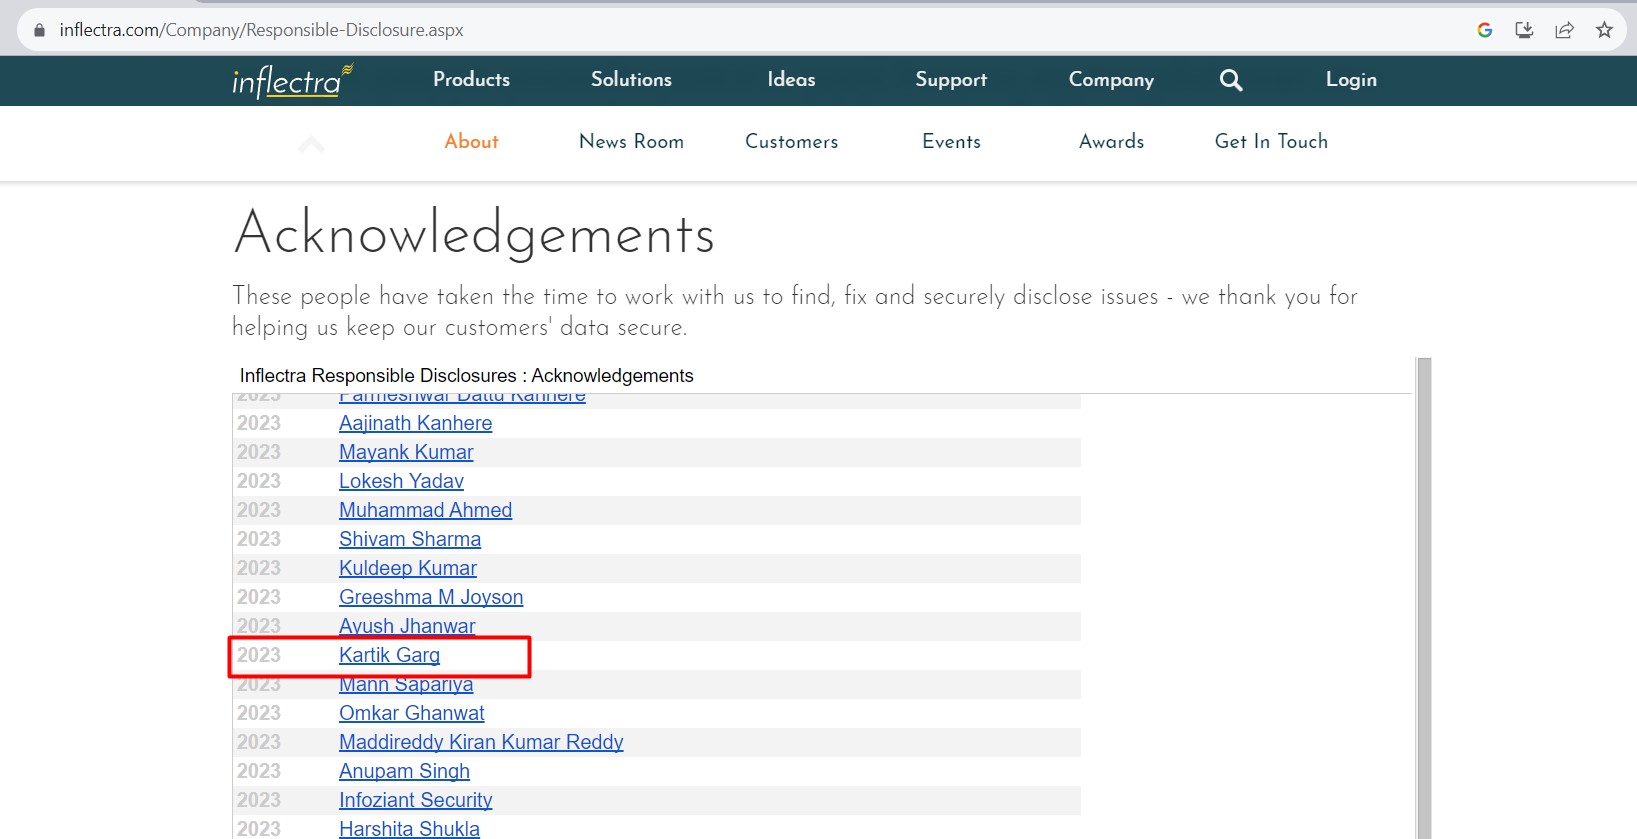 inflectra.com/Company/Responsible-Disclosure.aspx
inflectra Products Solutions Ideas Support Company Login
About News Room Customers Events Awards Get In Touch
Acknowledgements
These people have taken the time to work with us to find, fix and securely disclose issues - we thank you for
helping us keep our customers' data secure.
Inflectra Responsible Disclosures : Acknowledgements
2023 Parmeshwar Dattu Kanhere
2023 Aajinath Kanhere
2023 Mayank Kumar
2023 Lokesh Yadav
2023 Muhammad Ahmed
2023 Shivam Sharma
2023 Kuldeep Kumar
2023 Greeshma M Joyson
2023 Ayush Jhanwar
2023 Kartik Garg
2023 Mann Sapariya
2023 Omkar Ghanwat
2023 Maddireddy Kiran Kumar Reddy
2023 Anupam Singh
2023 Infoziant Security
2023 Harshita Shukla